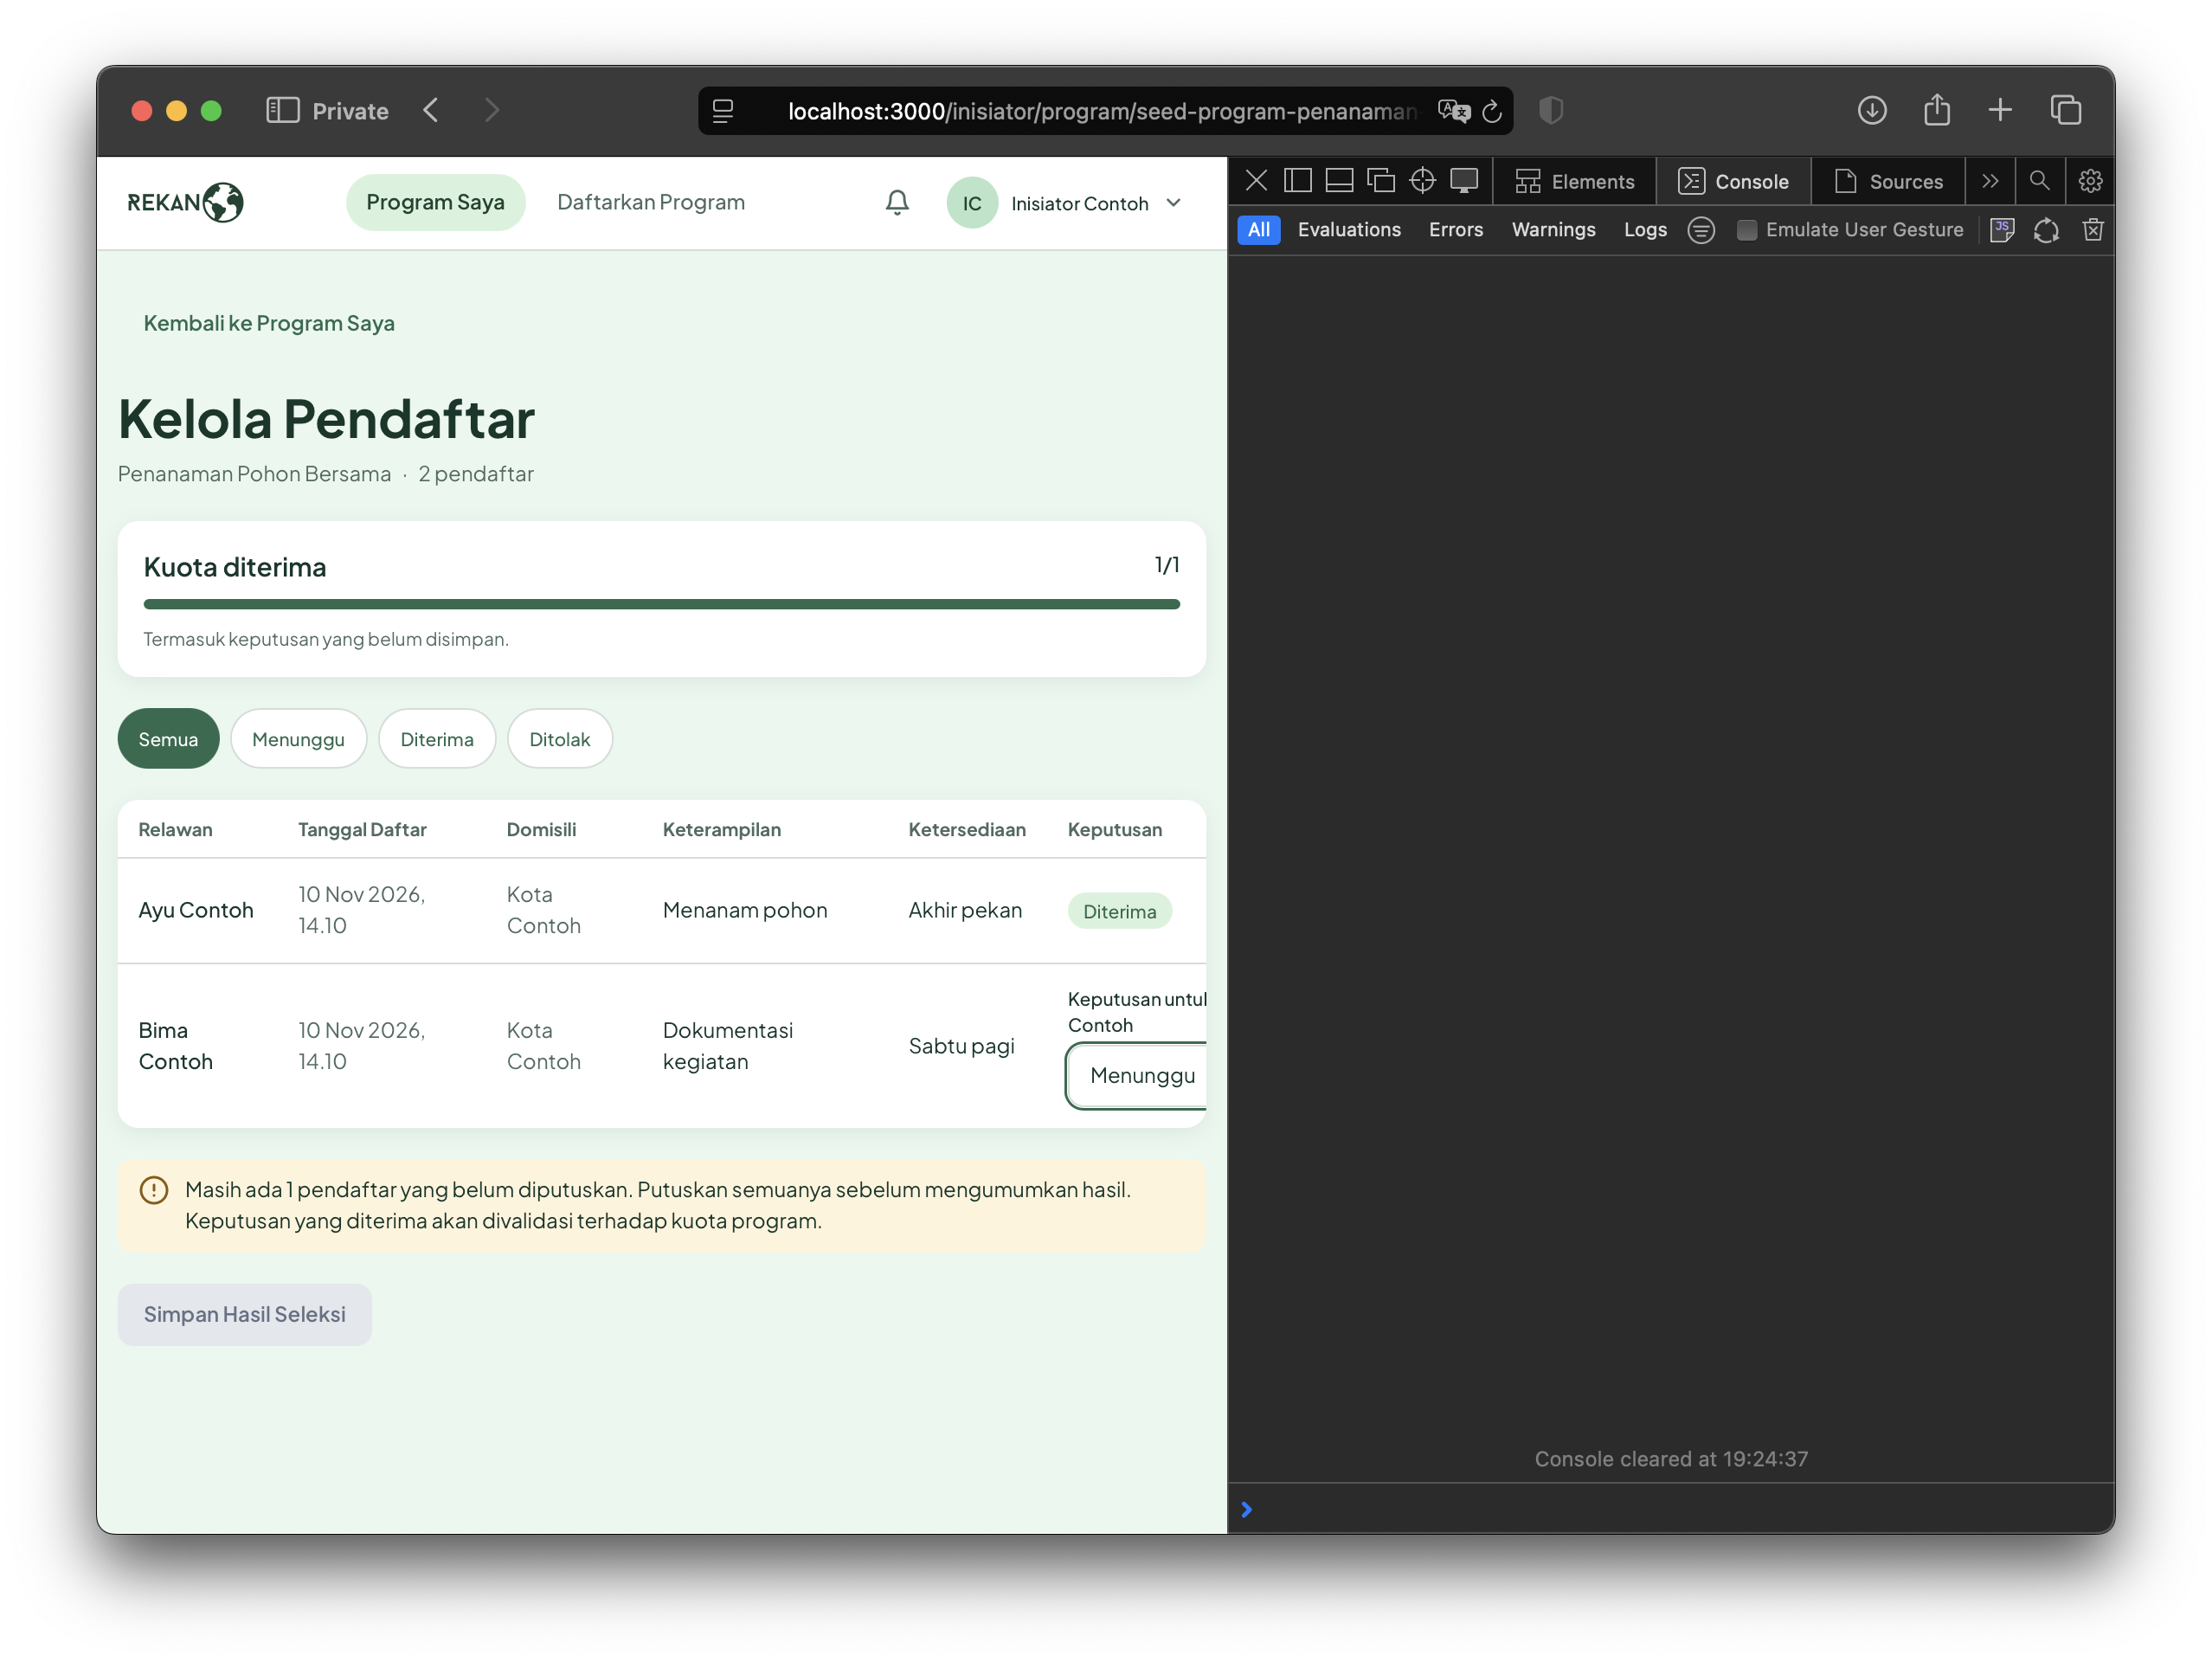 Private
localhost:3000/inisiator/program/seed-program-penanaman
REKAN
Program Saya
Daftarkan Program
IC
Inisiator Contoh
Kembali ke Program Saya
Kelola Pendaftar
Penanaman Pohon Bersama · 2 pendaftar
Kuota diterima
1/1
Termasuk keputusan yang belum disimpan.
Semua
Menunggu
Diterima
Ditolak
Relawan
Tanggal Daftar
Domisili
Keterampilan
Ketersediaan
Keputusan
Ayu Contoh
10 Nov 2026,
14.10
Kota
Contoh
Menanam pohon
Akhir pekan
Diterima
Bima
Contoh
10 Nov 2026,
14.10
Kota
Contoh
Dokumentasi
kegiatan
Sabtu pagi
Keputusan
Contoh
Menunggu
Masih ada 1 pendaftar yang belum diputuskan. Putuskan semuanya sebelum mengumumkan hasil.
Keputusan yang diterima akan divalidasi terhadap kuota program.
Simpan Hasil Seleksi
Elements
Console
Sources
All
Evaluations
Errors
Warnings
Logs
Emulate User Gesture
JS
Console cleared at 19:24:37